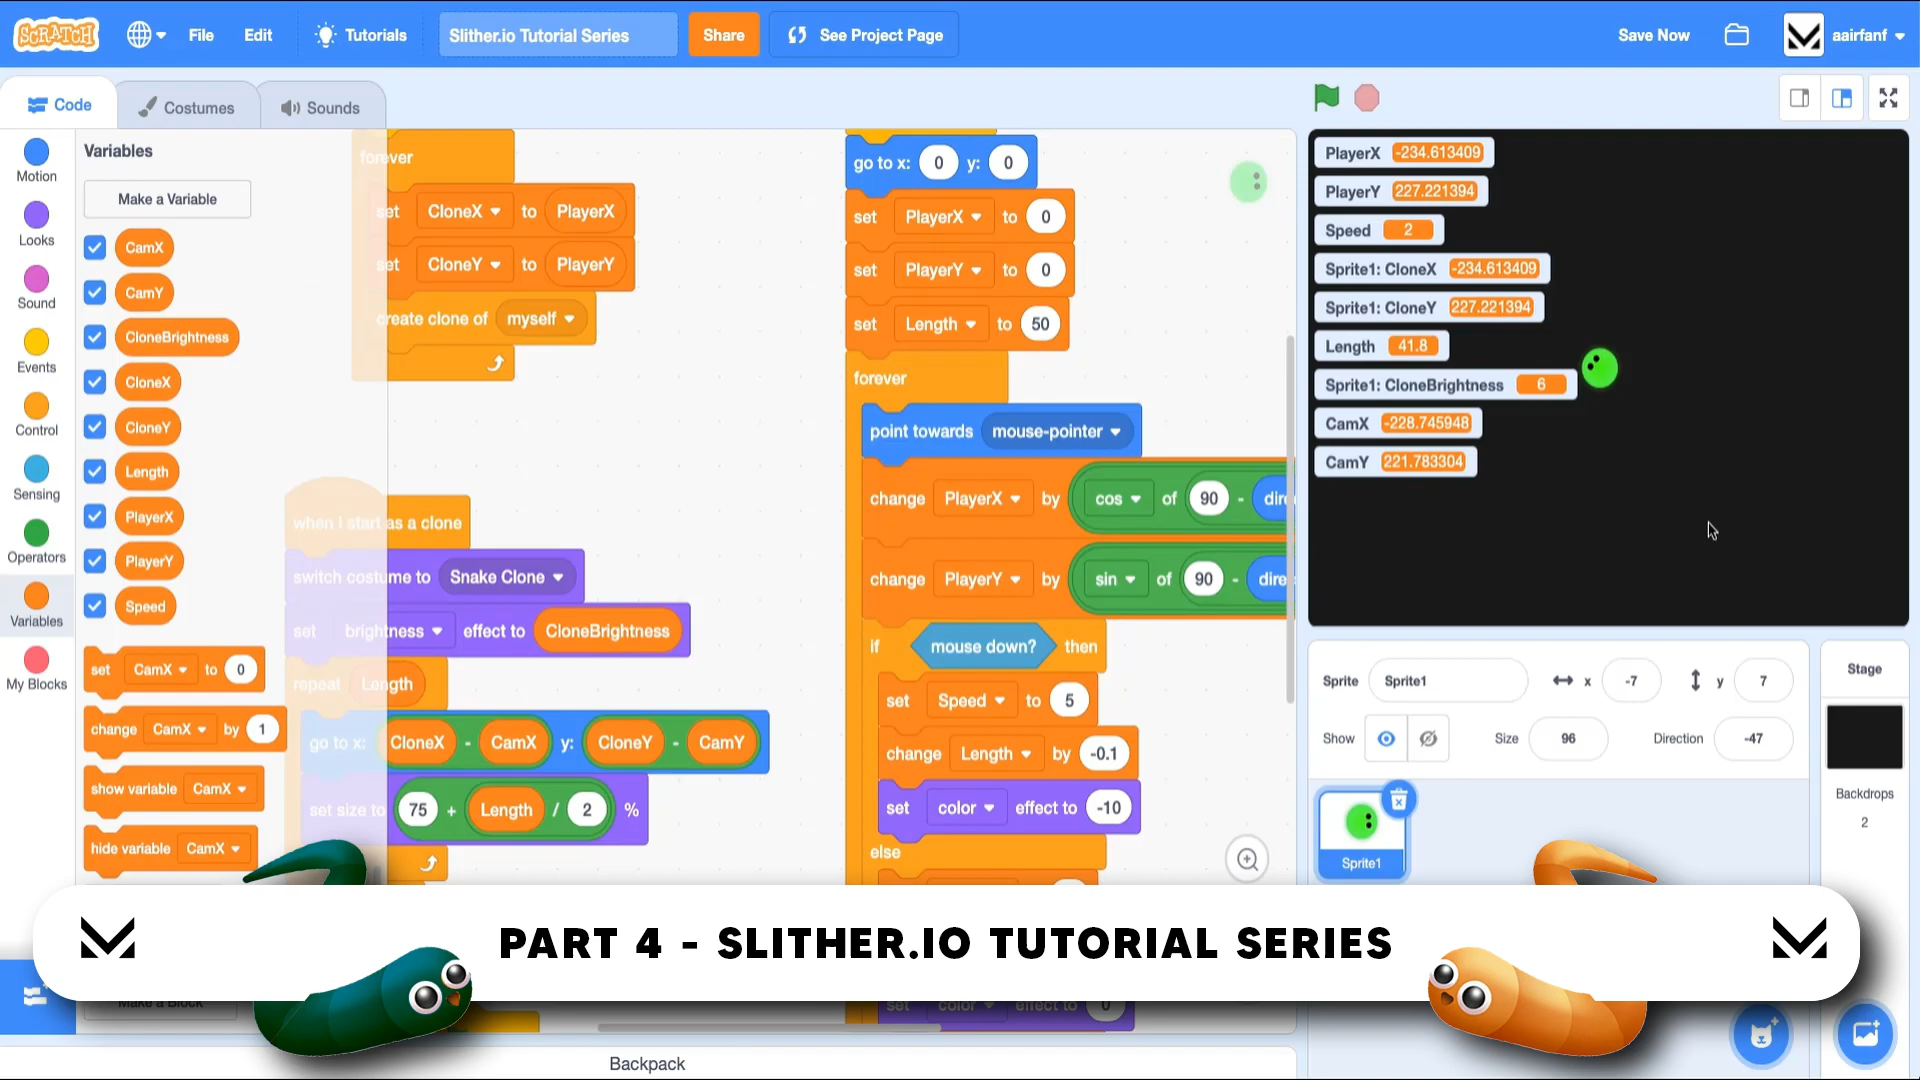 SCRATCH File Edit Tutorials Slither.io Tutorial Series Share See Project Page Save Now aairfanf
Code Costumes Sounds
Motion
Looks
Sound
Events
Control
Sensing
Operators
Variables
My Blocks
Variables
Make a Variable
CamX
CamY
CloneBrightness
CloneX
CloneY
Length
PlayerX
PlayerY
Speed
set CamX to 0
change CamX by 1
show variable CamX
hide variable CamX
Make a Block
forever
set CloneX to PlayerX
set CloneY to PlayerY
create clone of myself
when I start as a clone
switch costume to Snake Clone
set brightness effect to CloneBrightness
repeat Length
go to x: CloneX - CamX y: CloneY - CamY
set size to 75 + Length / 2 %
go to x: 0 y: 0
set PlayerX to 0
set PlayerY to 0
set Length to 50
forever
point towards mouse-pointer
change PlayerX by cos of 90 - dire
change PlayerY by sin of 90 - dire
if mouse down? then
set Speed to 5
change Length by -0.1
set color effect to -10
else
set color effect to 0
PlayerX -234.613409
PlayerY 227.221394
Speed 2
Sprite1: CloneX -234.613409
Sprite1: CloneY 227.221394
Length 41.8
Sprite1: CloneBrightness 6
CamX -228.745948
CamY 221.783304
Sprite Sprite1 x -7 y 7
Show Size 96 Direction -47
Sprite1
Stage
Backdrops
2
PART 4 - SLITHER.IO TUTORIAL SERIES
Backpack